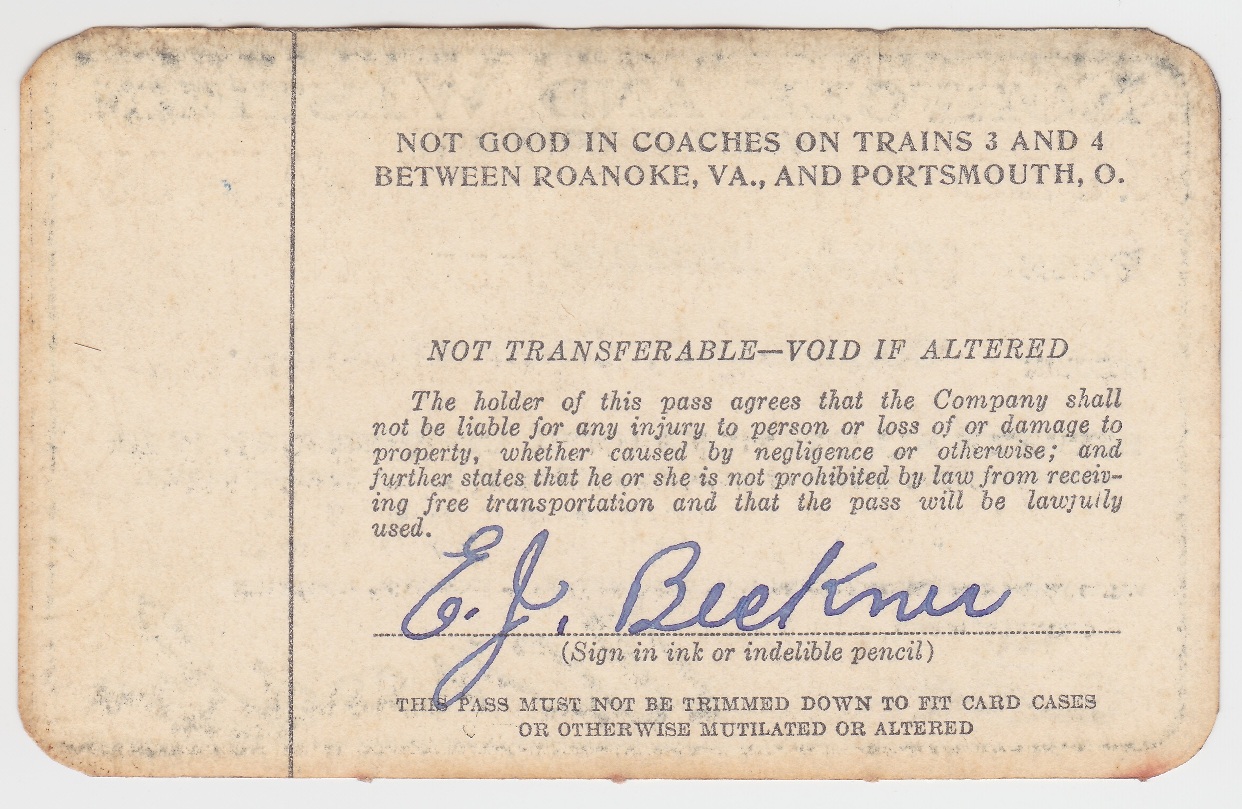 NOT GOOD IN COACHES ON TRAINS 3 AND 4
BETWEEN ROANOKE, VA., AND PORTSMOUTH, O.
NOT TRANSFERABLE—VOID IF ALTERED
The holder of this pass agrees that the Company shall
not be liable for any injury to person or loss of or damage to
property, whether caused by negligence or otherwise; and
further states that he or she is not prohibited by law from receiv-
ing free transportation and that the pass will be lawfully
used.
E. J. Beckner
(Sign in ink or indelible pencil)
THIS PASS MUST NOT BE TRIMMED DOWN TO FIT CARD CASES
OR OTHERWISE MUTILATED OR ALTERED